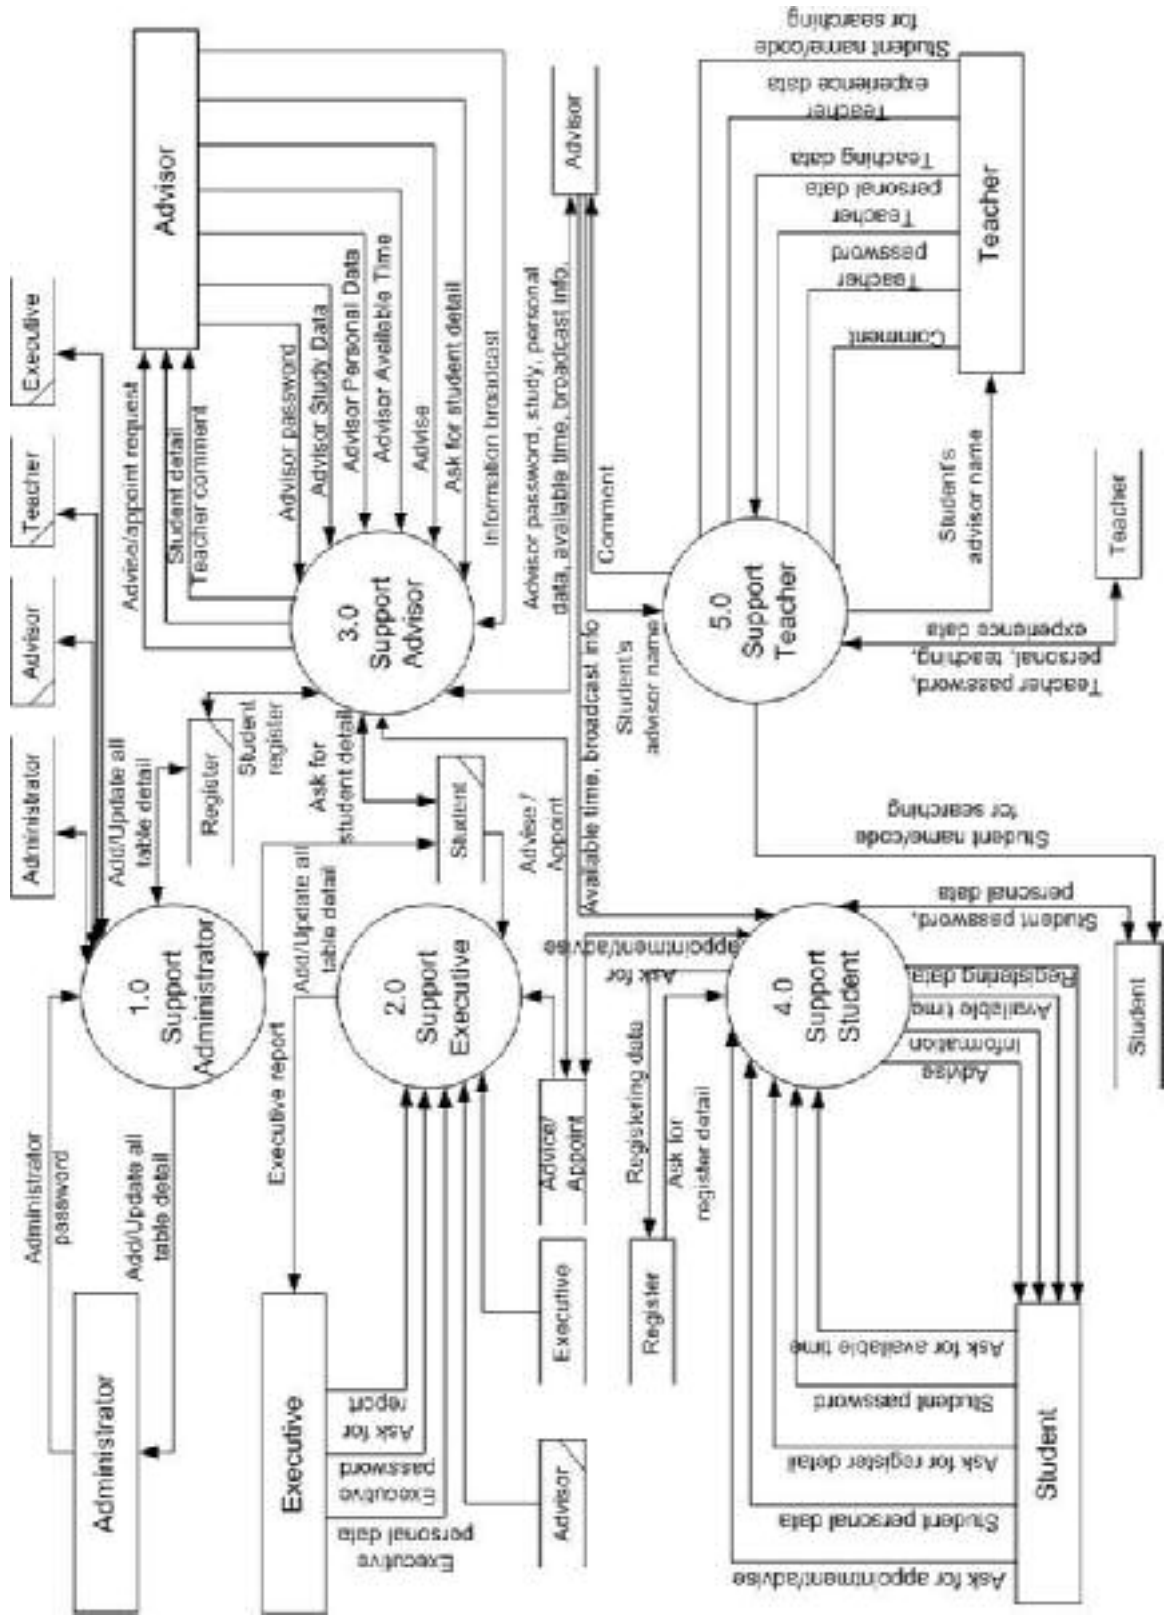 Administrator
Advisor
Teacher
Executive
Administrator
password
1.0
Support
Administrator
Add/Update all
table detail
Administrator
Add/Update all
table detail
Register
Student
register
Advise/appoint request
Student detail
Teacher comment
Advisor
Advisor password
Advisor Study Data
Advisor Personal Data
Advisor Available Time
Advise
Ask for student detail
Information broadcast
3.0
Support
Advisor
Ask for
student detail
Student
Advise /
Appoint
Executive report
Add/Update all
table detail
2.0
Support
Executive
Executive
Ask for
report
Executive
password
Executive
personal data
Advisor
Executive
Advice/
Appoint
Advisor
Advisor password, study, personal
data, available time, broadcast info.
Comment
Available time, broadcast info
Student's
advisor name
Ask for
appointment/advise
Registering data
Ask for
register detail
Register
4.0
Support
Student
Registering data
Available time
Information
Advise
Ask for available time
Student password
Ask for register detail
Student personal data
Ask for appointment/advise
Student
Student password,
personal data
Student
Student name/code
for searching
5.0
Support
Teacher
Teacher password,
personal, teaching,
experience data
Teacher
Student's
advisor name
Teacher
Comment
Teacher
password
Teacher
personal data
Teaching data
Teacher
experience data
Student name/code
for searching